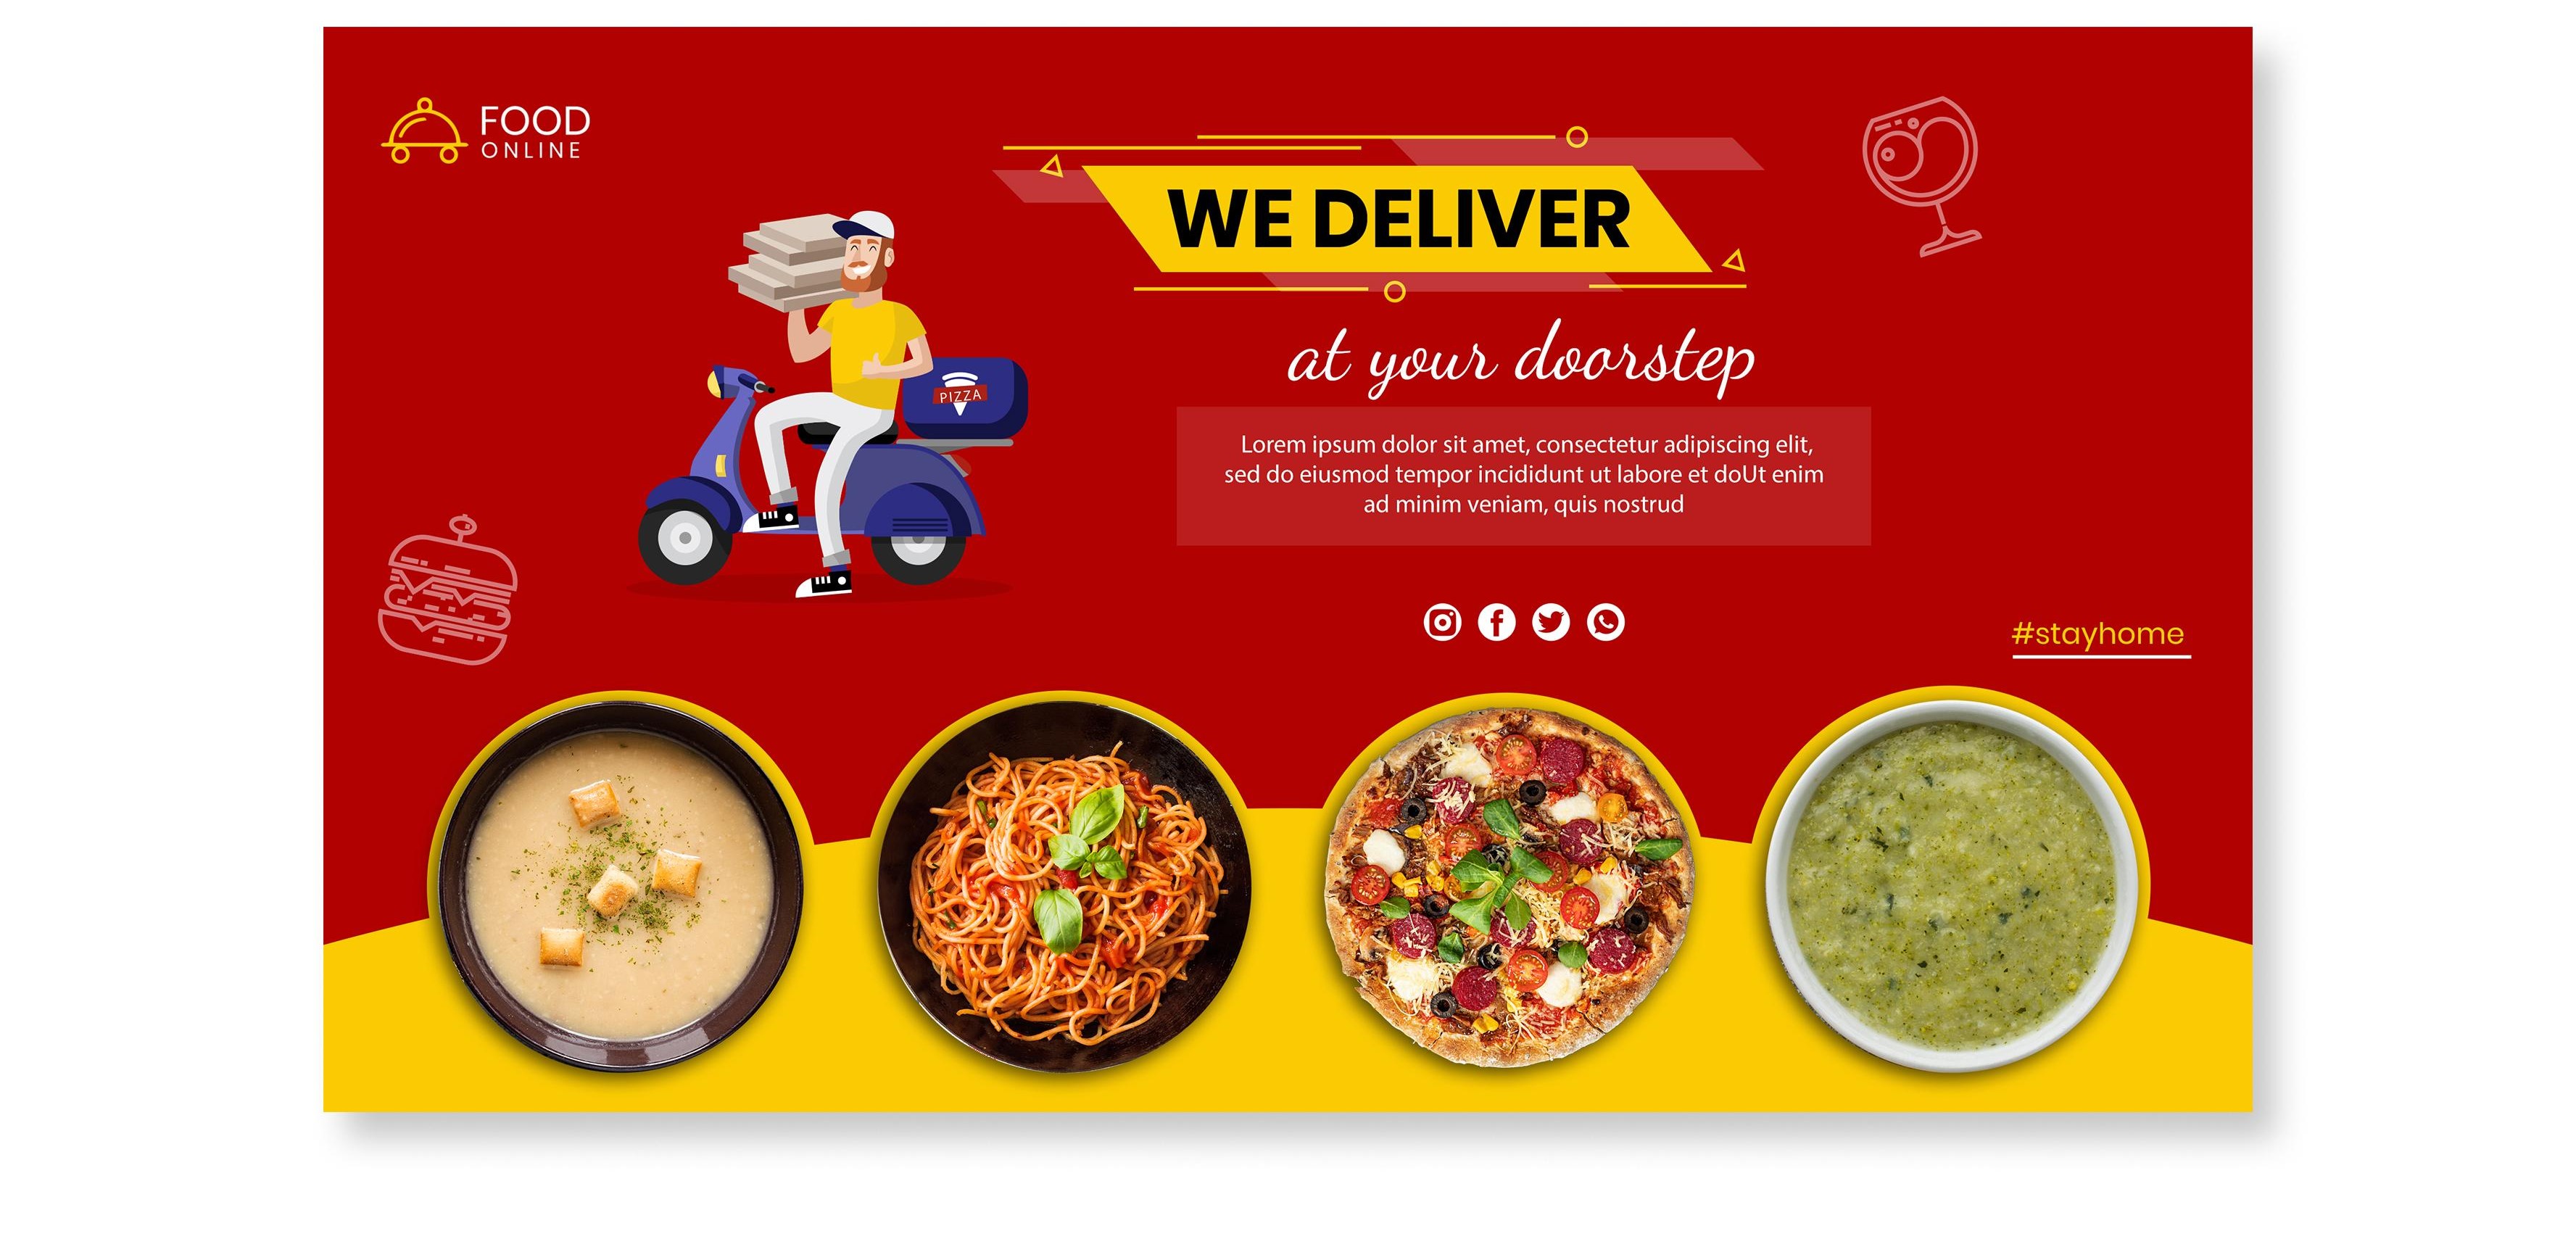 FOOD
ONLINE
WE DELIVER
at your doorstep
PIZZA
Lorem ipsum dolor sit amet, consectetur adipiscing elit,
sed do eiusmod tempor incididunt ut labore et doUt enim
ad minim veniam, quis nostrud
#stayhome